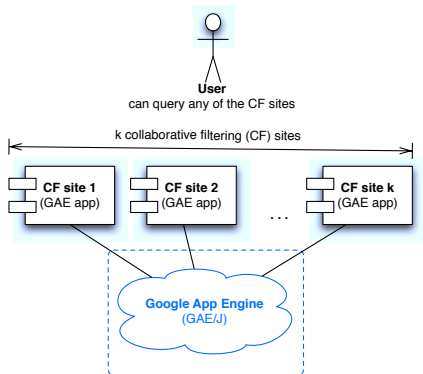 User
can query any of the CF sites
k collaborative filtering (CF) sites
CF site 1
(GAE app)
CF site 2
(GAE app)
...
CF site k
(GAE app)
Google App Engine
(GAE/J)